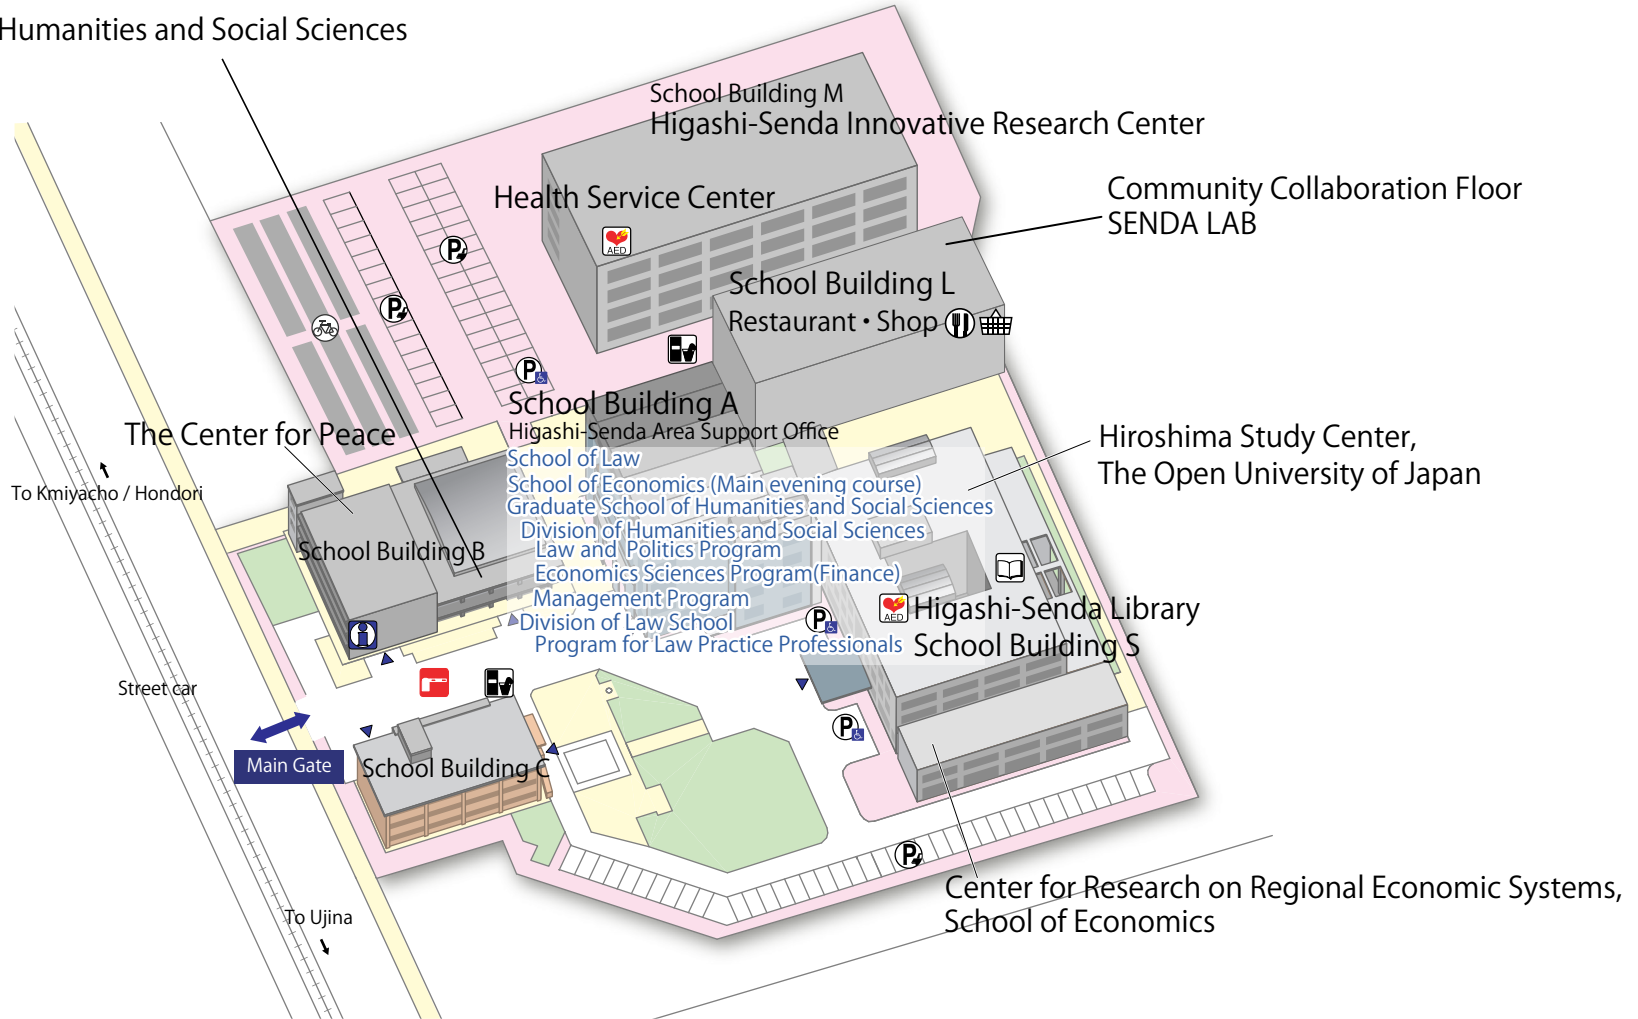 Humanities and Social Sciences
School Building M
Higashi-Senda Innovative Research Center
Health Service Center
AED
Community Collaboration Floor
SENDA LAB
School Building L
Restaurant・Shop
P
P
P
School Building A
Higashi-Senda Area Support Office
School of Law
School of Economics (Main evening course)
Graduate School of Humanities and Social Sciences
Division of Humanities and Social Sciences
Law and Politics Program
Economics Sciences Program(Finance)
Management Program
Division of Law School
Program for Law Practice Professionals
The Center for Peace
To Kmiyacho / Hondori
School Building B
Hiroshima Study Center,
The Open University of Japan
AED
Higashi-Senda Library
School Building S
P
P
Street car
Main Gate
School Building C
P
To Ujina
Center for Research on Regional Economic Systems,
School of Economics